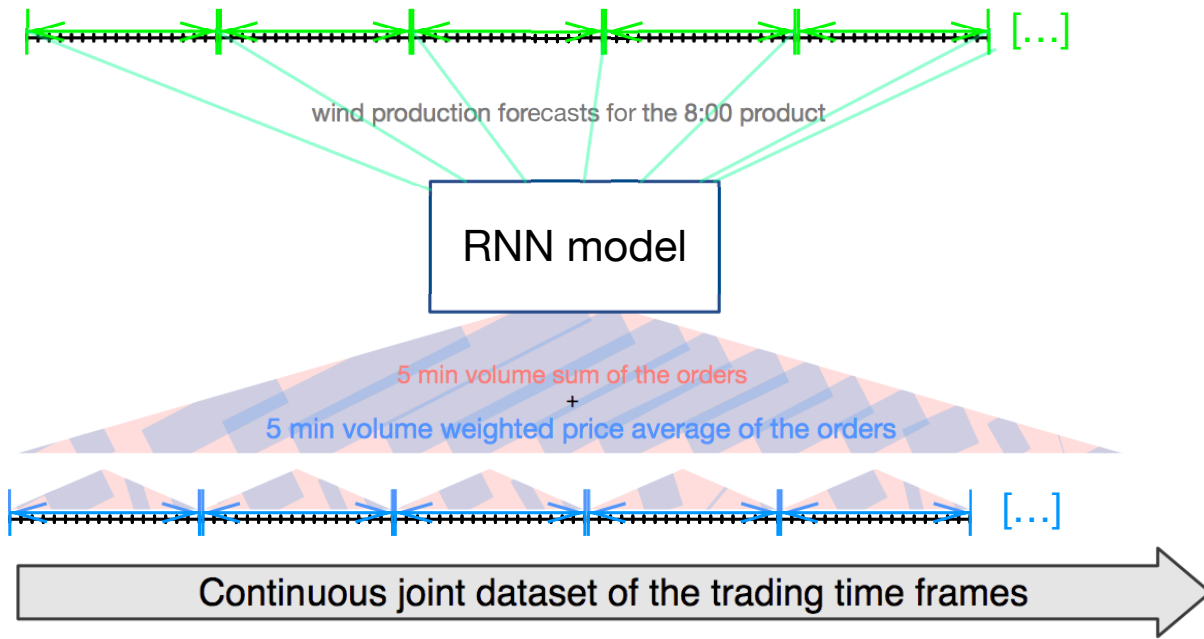 [...]
wind production forecasts for the 8:00 product
RNN model
5 min volume sum of the orders
+
5 min volume weighted price average of the orders
[...]
Continuous joint dataset of the trading time frames